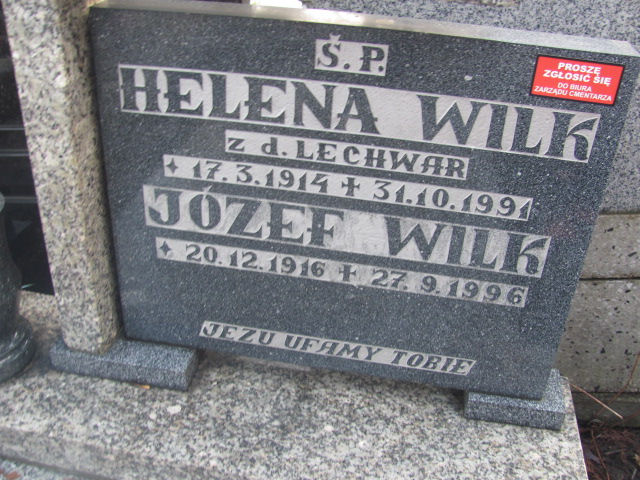 Ś.P.
HELENA WILK
z d. LECHWAR
✦ 17.3.1914 ✝ 31.10.1991
JÓZEF WILK
✦ 20.12.1916 ✝ 27.9.1996
JEZU UFAMY TOBIE
PROSZĘ
ZGŁOSIĆ SIĘ
DO BIURA
ZARZĄDU CMENTARZA